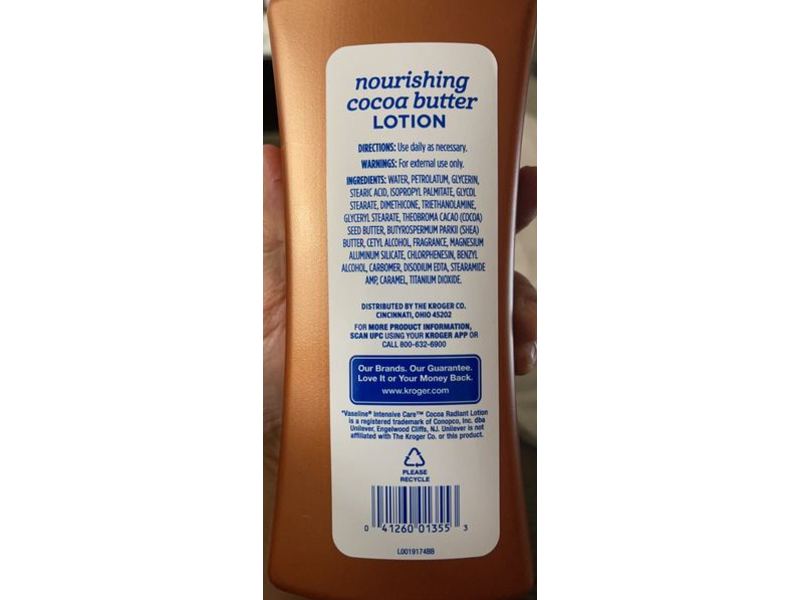 nourishing
cocoa butter
LOTION
DIRECTIONS: Use daily as necessary.
WARNINGS: For external use only.
INGREDIENTS: WATER, PETROLATUM, GLYCERIN,
STEARIC ACID, ISOPROPYL PALMITATE, GLYCOL
STEARATE, DIMETHICONE, TRIETHANOLAMINE,
GLYCERYL STEARATE, THEOBROMA CACAO (COCOA)
SEED BUTTER, BUTYROSPERMUM PARKII (SHEA)
BUTTER, CETYL ALCOHOL, FRAGRANCE, MAGNESIUM
ALUMINUM SILICATE, CHLORPHENESIN, BENZYL
ALCOHOL, CARBOMER, DISODIUM EDTA, STEARAMIDE
AMP, CARAMEL, TITANIUM DIOXIDE.
DISTRIBUTED BY THE KROGER CO.
CINCINNATI, OHIO 45202
FOR MORE PRODUCT INFORMATION,
SCAN UPC USING YOUR KROGER APP OR
CALL 800-632-6900
Our Brands. Our Guarantee.
Love It or Your Money Back.
www.kroger.com
"Vaseline® Intensive Care™ Cocoa Radiant Lotion
is a registered trademark of Conopco, Inc. dba
Unilever, Engelwood Cliffs, NJ. Unilever is not
affiliated with The Kroger Co. or this product.
PLEASE
RECYCLE
0 41260 01355 3
L0019174BB